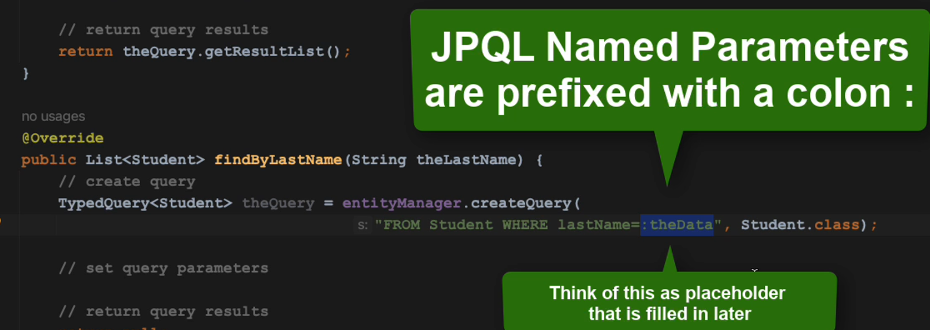 // return query results
return theQuery.getResultList();
}
JPQL Named Parameters
are prefixed with a colon :
no usages
@Override
public List<Student> findByLastName(String theLastName) {
// create query
TypedQuery<Student> theQuery = entityManager.createQuery(
s: "FROM Student WHERE lastName=:theData", Student.class);
// set query parameters
Think of this as placeholder
that is filled in later
// return query results